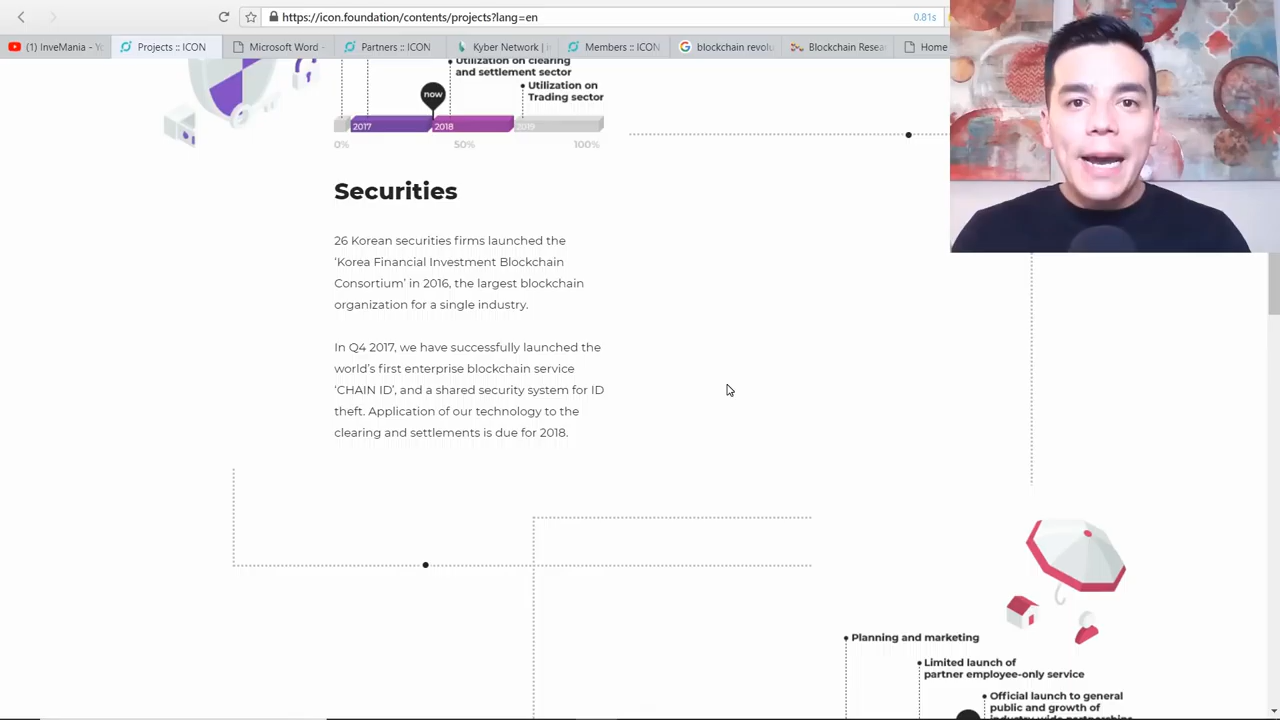 https://icon.foundation/contents/projects?lang=en
0.81s
(1) InveMania - Y
Projects :: ICON
Microsoft Word -
Partners :: ICON
Kyber Network |
Members :: ICON
blockchain revolu
Blockchain Resea
Home
Utilization on clearing
and settlement sector
Utilization on
Trading sector
now
2017
2018
2019
0%
50%
100%
Securities
26 Korean securities firms launched the
‘Korea Financial Investment Blockchain
Consortium’ in 2016, the largest blockchain
organization for a single industry.
In Q4 2017, we have successfully launched the
world’s first enterprise blockchain service
‘CHAIN ID’, and a shared security system for ID
theft. Application of our technology to the
clearing and settlements is due for 2018.
Planning and marketing
Limited launch of
partner employee-only service
Official launch to general
public and growth of
industry-wide partnerships